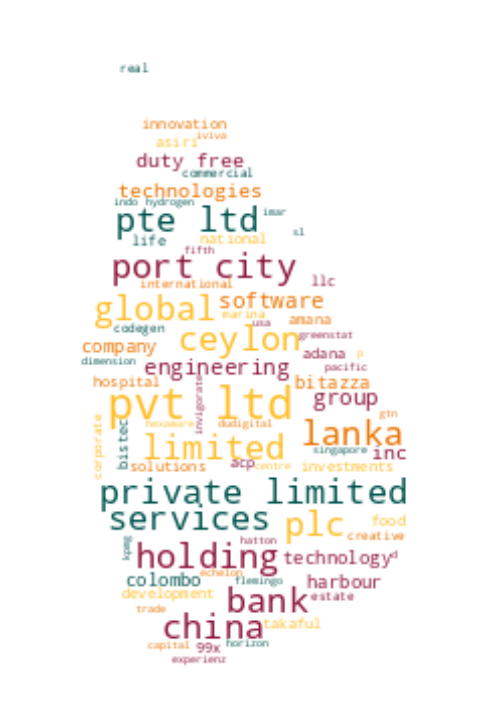 real
innovation
iviva
asiri
duty free
commercial
technologies
indo hydrogen
pte ltd
imar
sl
life
national
fifth
port city
international
llc
global
software
marina
usa
amana
codegen
ceylon
greenstat
company
adana
p
dimension
engineering
pacific
hospital
invigorate
bitazza
pvt ltd
group
gtn
corporate
bistec
hexaware
dudigital
lanka
limited
singapore
inc
solutions
acp
centre
investments
private limited
services
plc
food
creative
kpmg
hatton
holding
technology
d
colombo
echelon
flemingo
harbour
development
bank
estate
trade
china
takaful
capital
99x
horizon
experienz